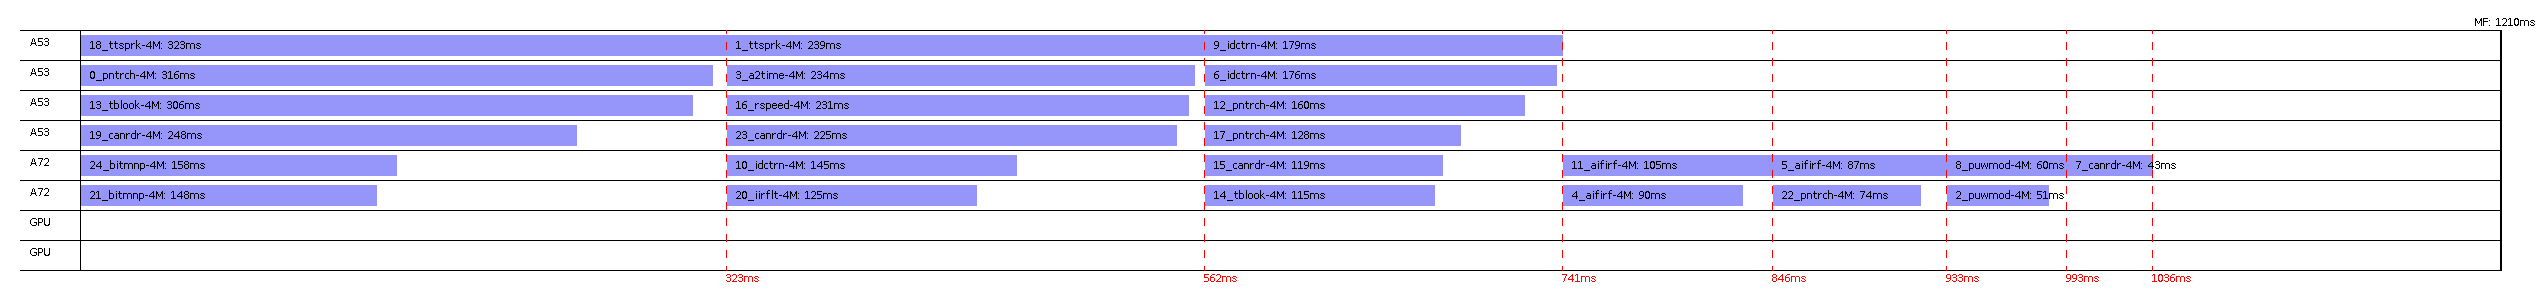 MF: 1210ms
A53 18_ttsprk-4M: 323ms 1_ttsprk-4M: 239ms 9_idctrn-4M: 179ms
A53 0_pntrch-4M: 316ms 3_a2time-4M: 234ms 6_idctrn-4M: 176ms
A53 13_tblook-4M: 306ms 16_rspeed-4M: 231ms 12_pntrch-4M: 160ms
A53 19_canrdr-4M: 248ms 23_canrdr-4M: 225ms 17_pntrch-4M: 128ms
A72 24_bitmnp-4M: 158ms 10_idctrn-4M: 145ms 15_canrdr-4M: 119ms 11_aifirf-4M: 105ms 5_aifirf-4M: 87ms 8_puwmod-4M: 60ms 7_canrdr-4M: 43ms
A72 21_bitmnp-4M: 148ms 20_iirflt-4M: 125ms 14_tblook-4M: 115ms 4_aifirf-4M: 90ms 22_pntrch-4M: 74ms 2_puwmod-4M: 51ms
GPU
GPU
323ms 562ms 741ms 846ms 933ms 993ms 1036ms